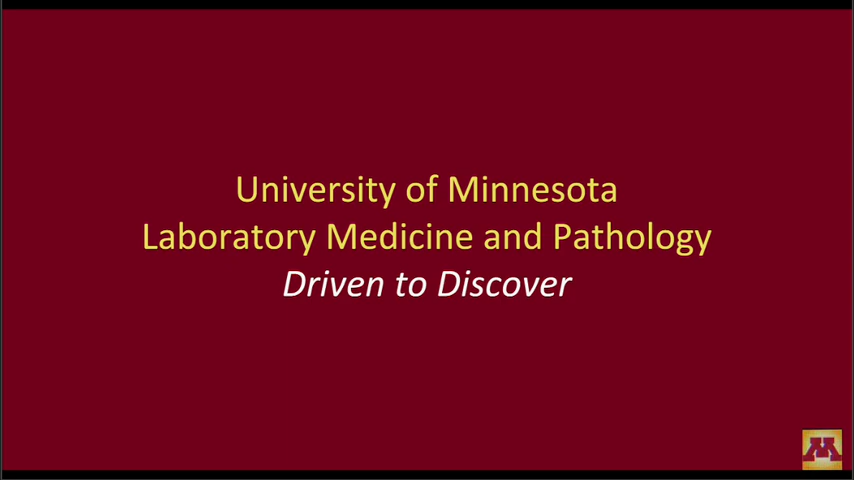 University of Minnesota
Laboratory Medicine and Pathology
Driven to Discover
M